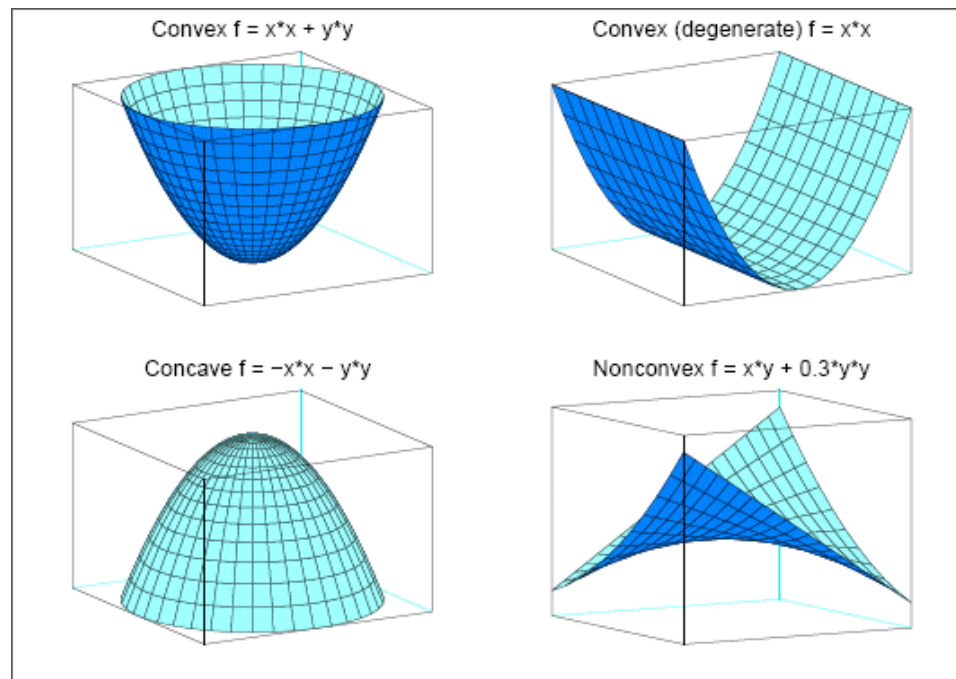 Convex f = x*x + y*y
Convex (degenerate) f = x*x
Concave f = −x*x − y*y
Nonconvex f = x*y + 0.3*y*y